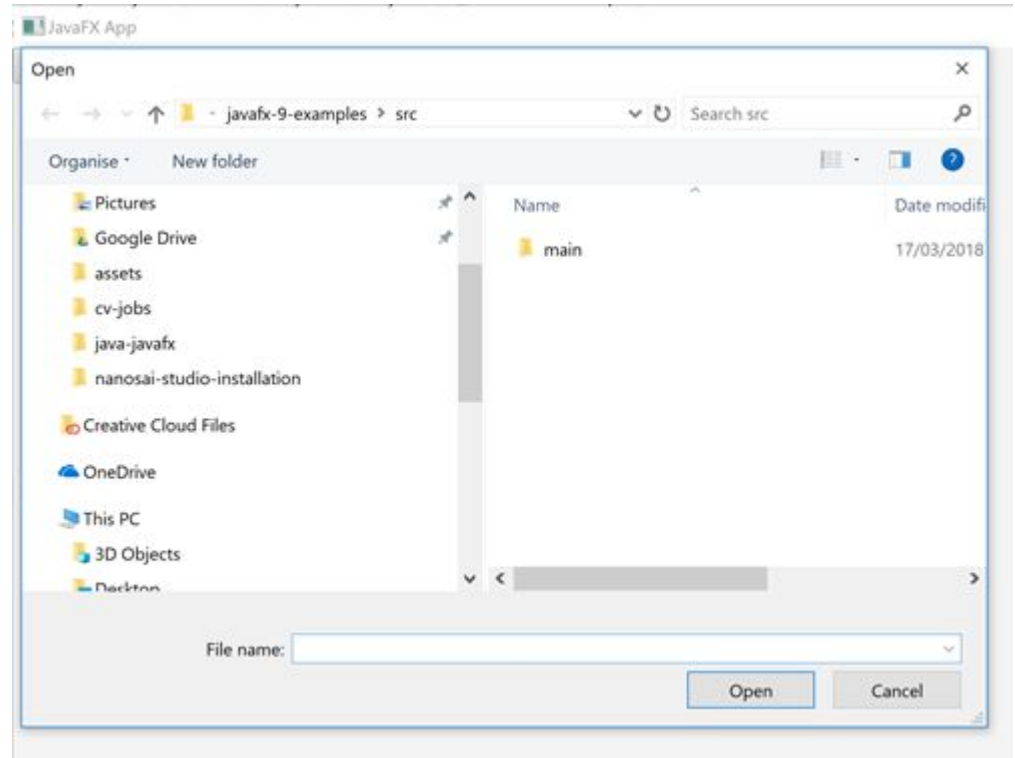 JavaFX App
Open
javafx-9-examples > src
Search src
Organise
New folder
Pictures
Google Drive
assets
cv-jobs
java-javafx
nanosai-studio-installation
Creative Cloud Files
OneDrive
This PC
3D Objects
Desktop
Name
Date modifi
main
17/03/2018
File name:
Open
Cancel